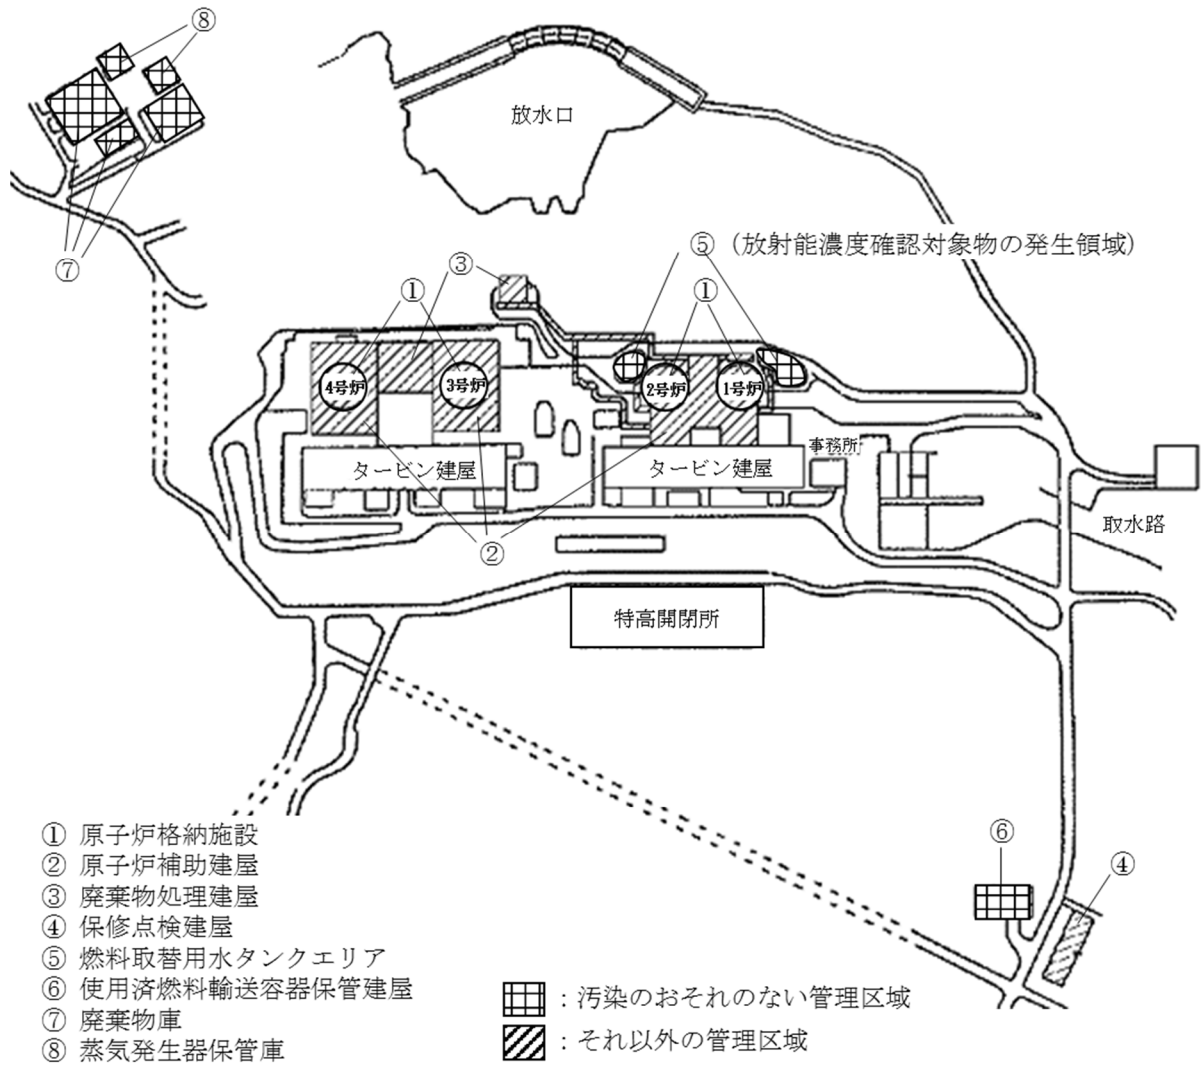 ⑧
放水口
⑤ (放射能濃度確認対象物の発生領域)
⑦
③
①
①
4号炉
3号炉
2号炉
1号炉
事務所
タービン建屋
タービン建屋
取水路
②
特高開閉所
⑥
④
① 原子炉格納施設
② 原子炉補助建屋
③ 廃棄物処理建屋
④ 保修点検建屋
⑤ 燃料取替用水タンクエリア
⑥ 使用済燃料輸送容器保管建屋
⑦ 廃棄物庫
⑧ 蒸気発生器保管庫
：汚染のおそれのない管理区域
：それ以外の管理区域